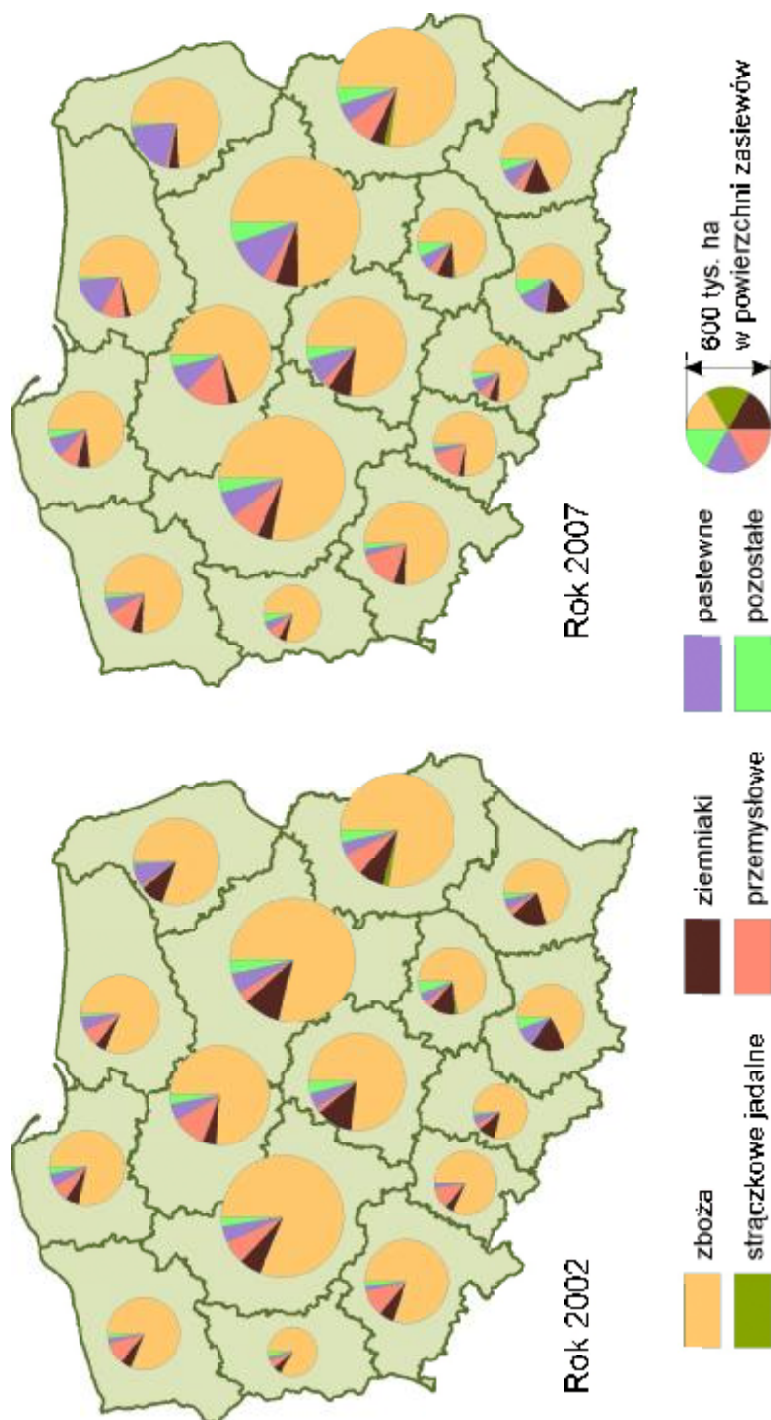 Rok 2002
Rok 2007
zboża
ziemniaki
pastewne
strączkowe jadalne
przemysłowe
pozostałe
600 tys. ha
w powierzchni zasiewów